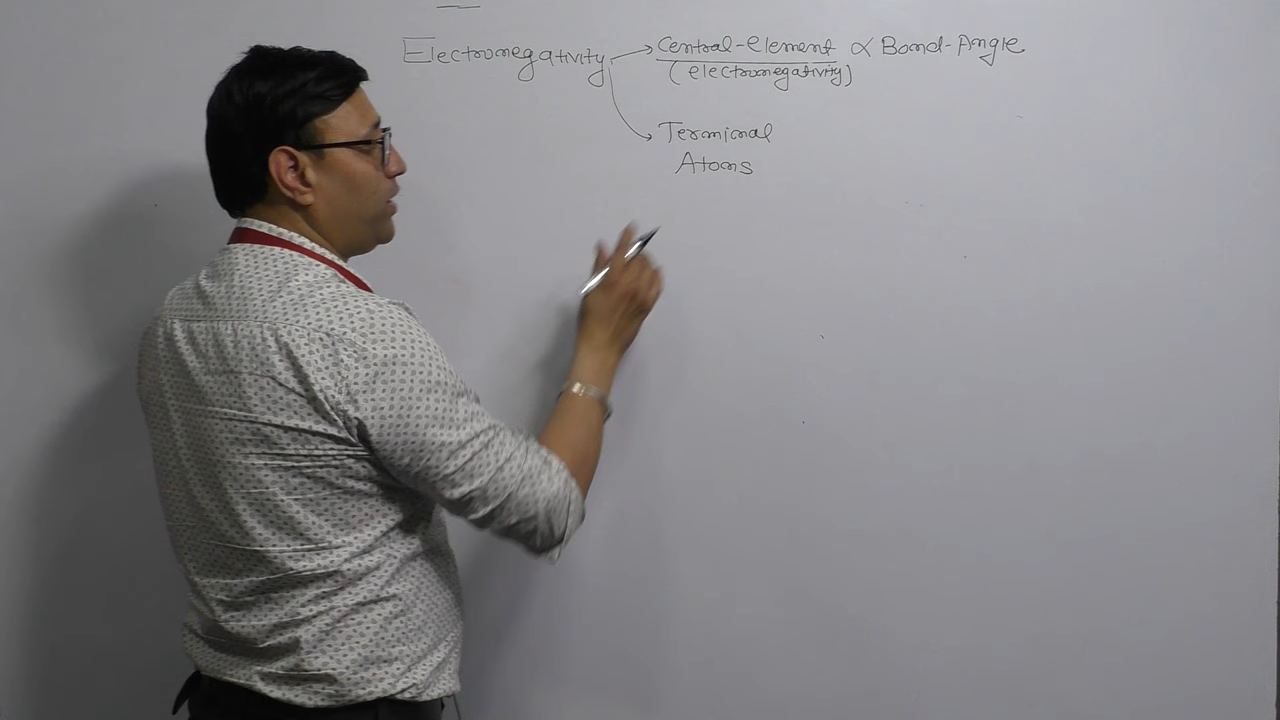 Electronegativity → Central-element ∝ Bond-Angle
(electronegativity)
→ Terminal
Atoms